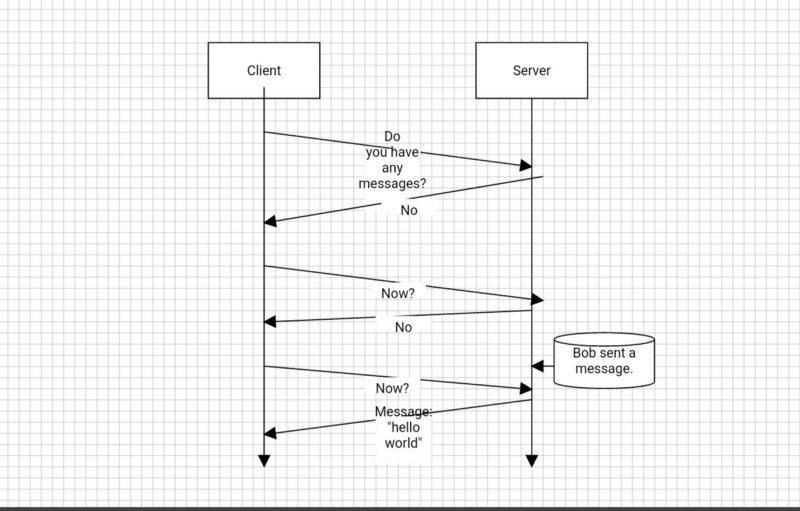 Client
Server
Do
you have
any
messages?
No
Now?
No
Bob sent a
message.
Now?
Message:
"hello
world"